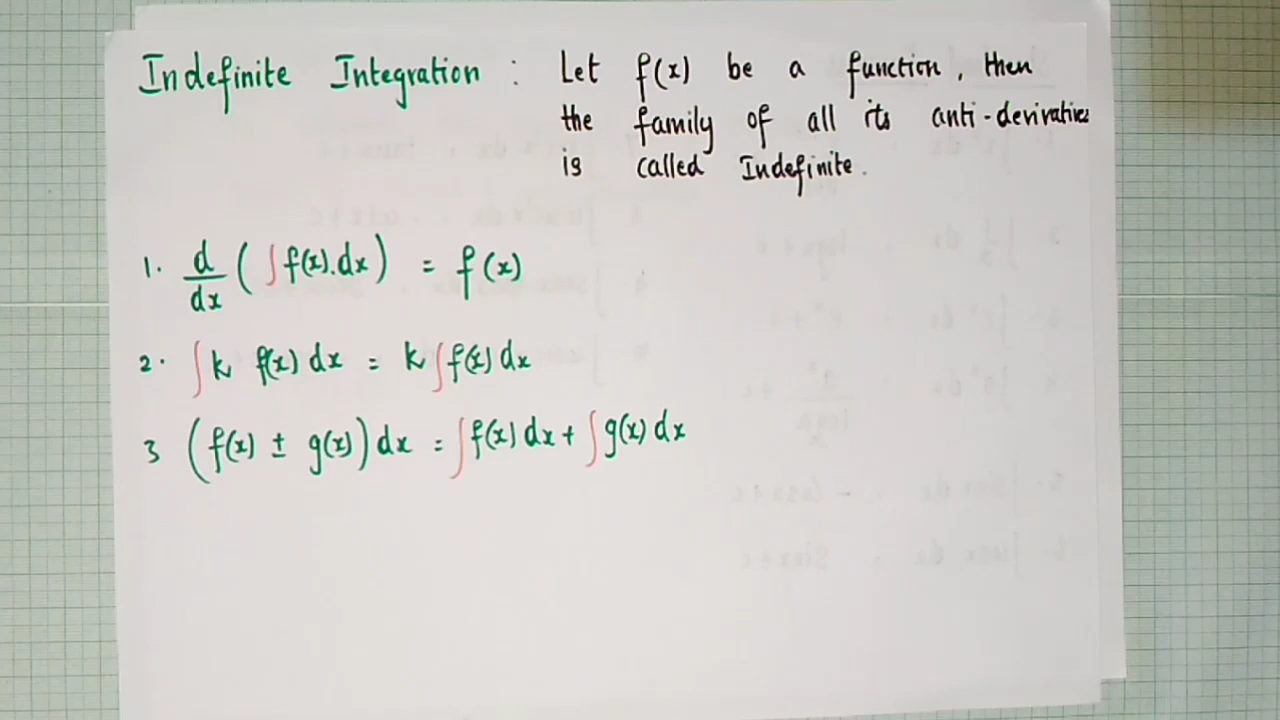 Indefinite Integration : Let f(x) be a function, then
the family of all its anti-derivatives
is called Indefinite.
1. d/dx ( ∫ f(x).dx ) = f(x)
2. ∫ k f(x) dx = k ∫ f(x) dx
3 ( f(x) ± g(x) ) dx = ∫ f(x) dx + ∫ g(x) dx